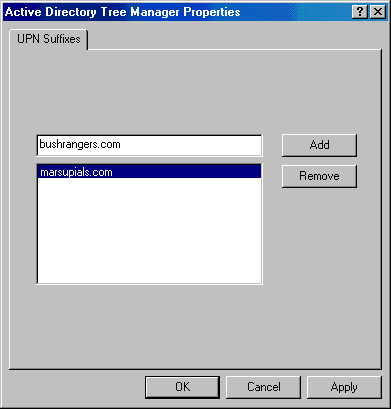 Active Directory Tree Manager Properties
UPN Suffixes
bushrangers.com
Add
marsupials.com
Remove
OK
Cancel
Apply